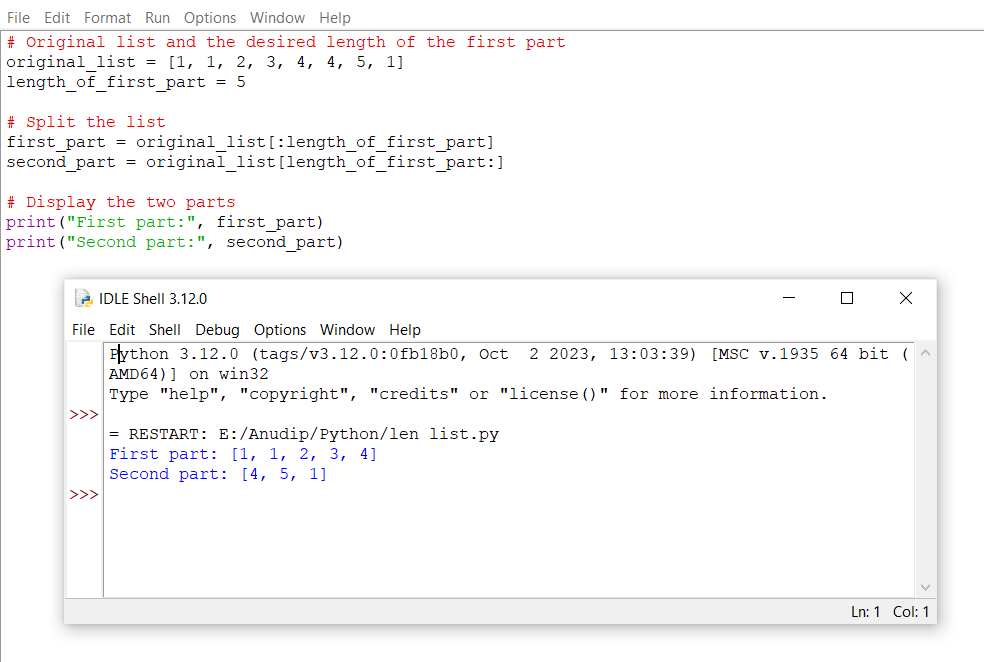 File Edit Format Run Options Window Help
# Original list and the desired length of the first part
original_list = [1, 1, 2, 3, 4, 4, 5, 1]
length_of_first_part = 5
# Split the list
first_part = original_list[:length_of_first_part]
second_part = original_list[length_of_first_part:]
# Display the two parts
print("First part:", first_part)
print("Second part:", second_part)
IDLE Shell 3.12.0
File Edit Shell Debug Options Window Help
Python 3.12.0 (tags/v3.12.0:0fb18b0, Oct  2 2023, 13:03:39) [MSC v.1935 64 bit (
AMD64)] on win32
Type "help", "copyright", "credits" or "license()" for more information.
>>>
= RESTART: E:/Anudip/Python/len list.py
First part: [1, 1, 2, 3, 4]
Second part: [4, 5, 1]
>>>
Ln: 1 Col: 1